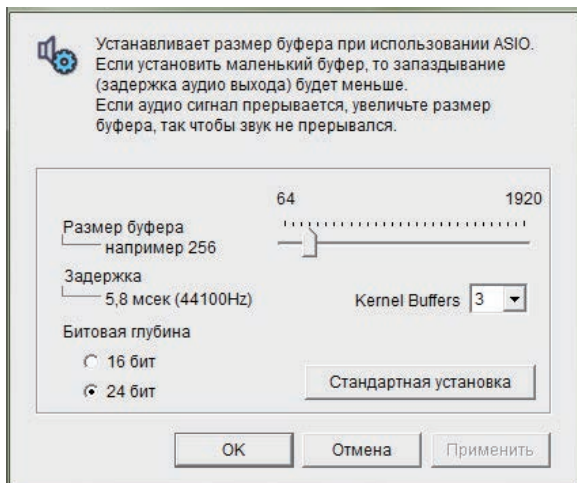 Устанавливает размер буфера при использовании ASIO.
Если установить маленький буфер, то запаздывание
(задержка аудио выхода) будет меньше.
Если аудио сигнал прерывается, увеличьте размер
буфера, так чтобы звук не прерывался.
64 1920
Размер буфера
например 256
Задержка
5,8 мсек (44100Hz)
Kernel Buffers 3
Битовая глубина
16 бит
24 бит
Стандартная установка
OK Отмена Применить